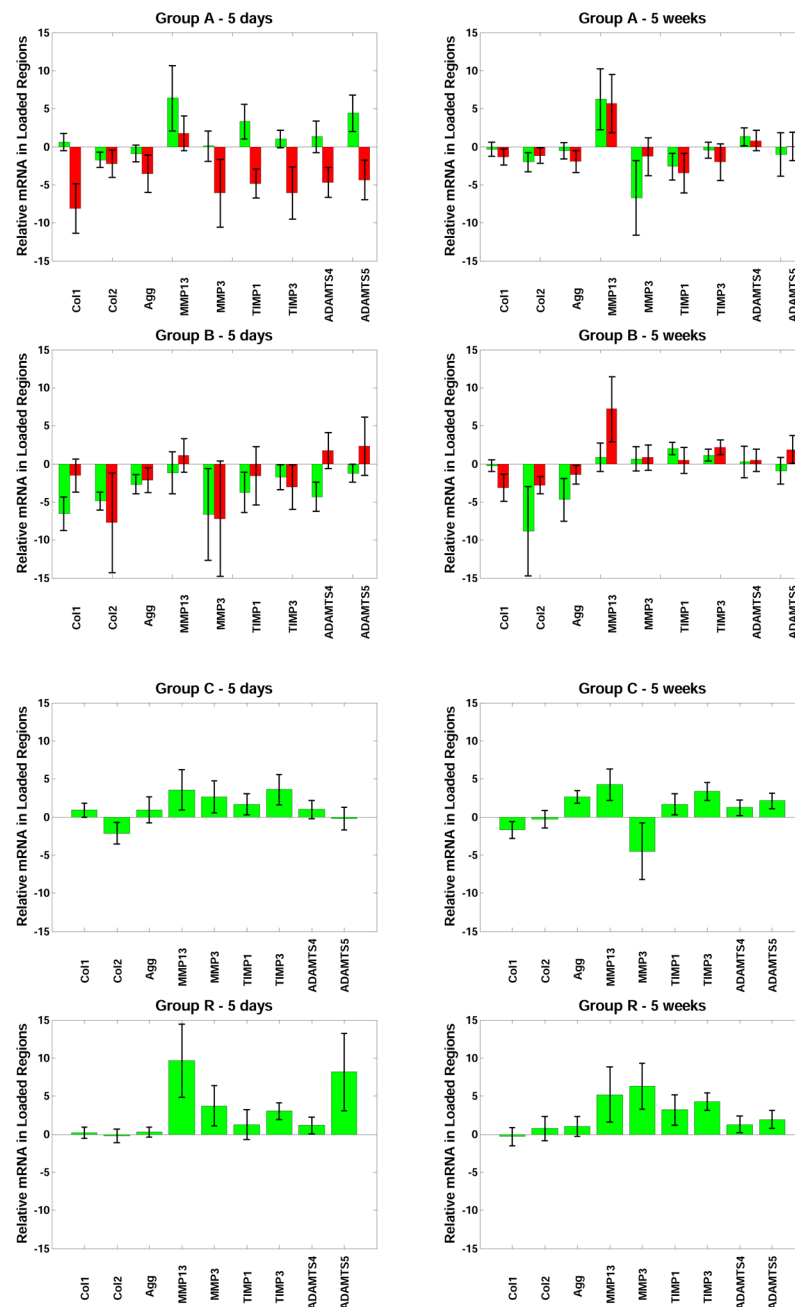 Group A - 5 days
Relative mRNA in Loaded Regions
15
10
5
0
-5
-10
-15
Col1
Col2
Agg
MMP13
MMP3
TIMP1
TIMP3
ADAMTS4
ADAMTS5
Group A - 5 weeks
Relative mRNA in Loaded Regions
15
10
5
0
-5
-10
-15
Col1
Col2
Agg
MMP13
MMP3
TIMP1
TIMP3
ADAMTS4
ADAMTS5
Group B - 5 days
Relative mRNA in Loaded Regions
15
10
5
0
-5
-10
-15
Col1
Col2
Agg
MMP13
MMP3
TIMP1
TIMP3
ADAMTS4
ADAMTS5
Group B - 5 weeks
Relative mRNA in Loaded Regions
15
10
5
0
-5
-10
-15
Col1
Col2
Agg
MMP13
MMP3
TIMP1
TIMP3
ADAMTS4
ADAMTS5
Group C - 5 days
Relative mRNA in Loaded Regions
15
10
5
0
-5
-10
-15
Col1
Col2
Agg
MMP13
MMP3
TIMP1
TIMP3
ADAMTS4
ADAMTS5
Group C - 5 weeks
Relative mRNA in Loaded Regions
15
10
5
0
-5
-10
-15
Col1
Col2
Agg
MMP13
MMP3
TIMP1
TIMP3
ADAMTS4
ADAMTS5
Group R - 5 days
Relative mRNA in Loaded Regions
15
10
5
0
-5
-10
-15
Col1
Col2
Agg
MMP13
MMP3
TIMP1
TIMP3
ADAMTS4
ADAMTS5
Group R - 5 weeks
Relative mRNA in Loaded Regions
15
10
5
0
-5
-10
-15
Col1
Col2
Agg
MMP13
MMP3
TIMP1
TIMP3
ADAMTS4
ADAMTS5